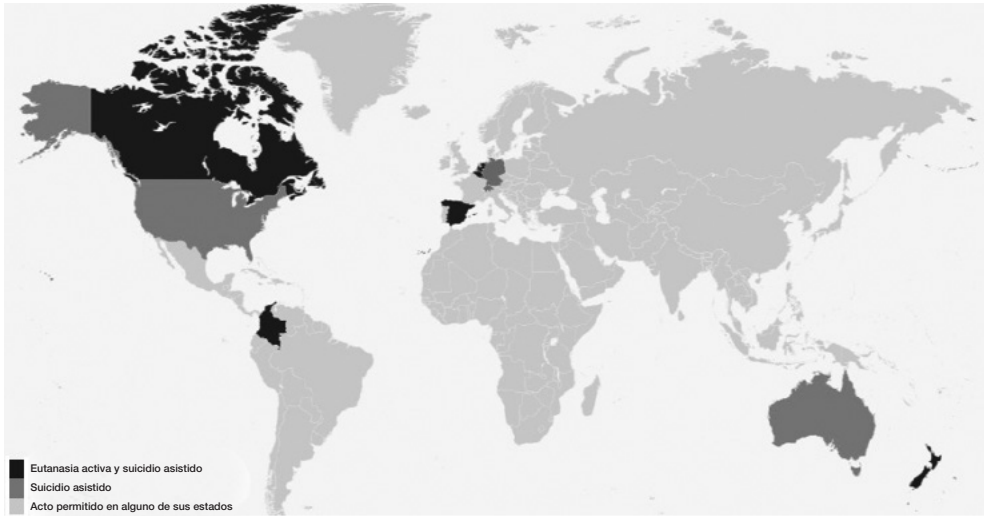 Eutanasia activa y suicidio asistido
Suicidio asistido
Acto permitido en alguno de sus estados